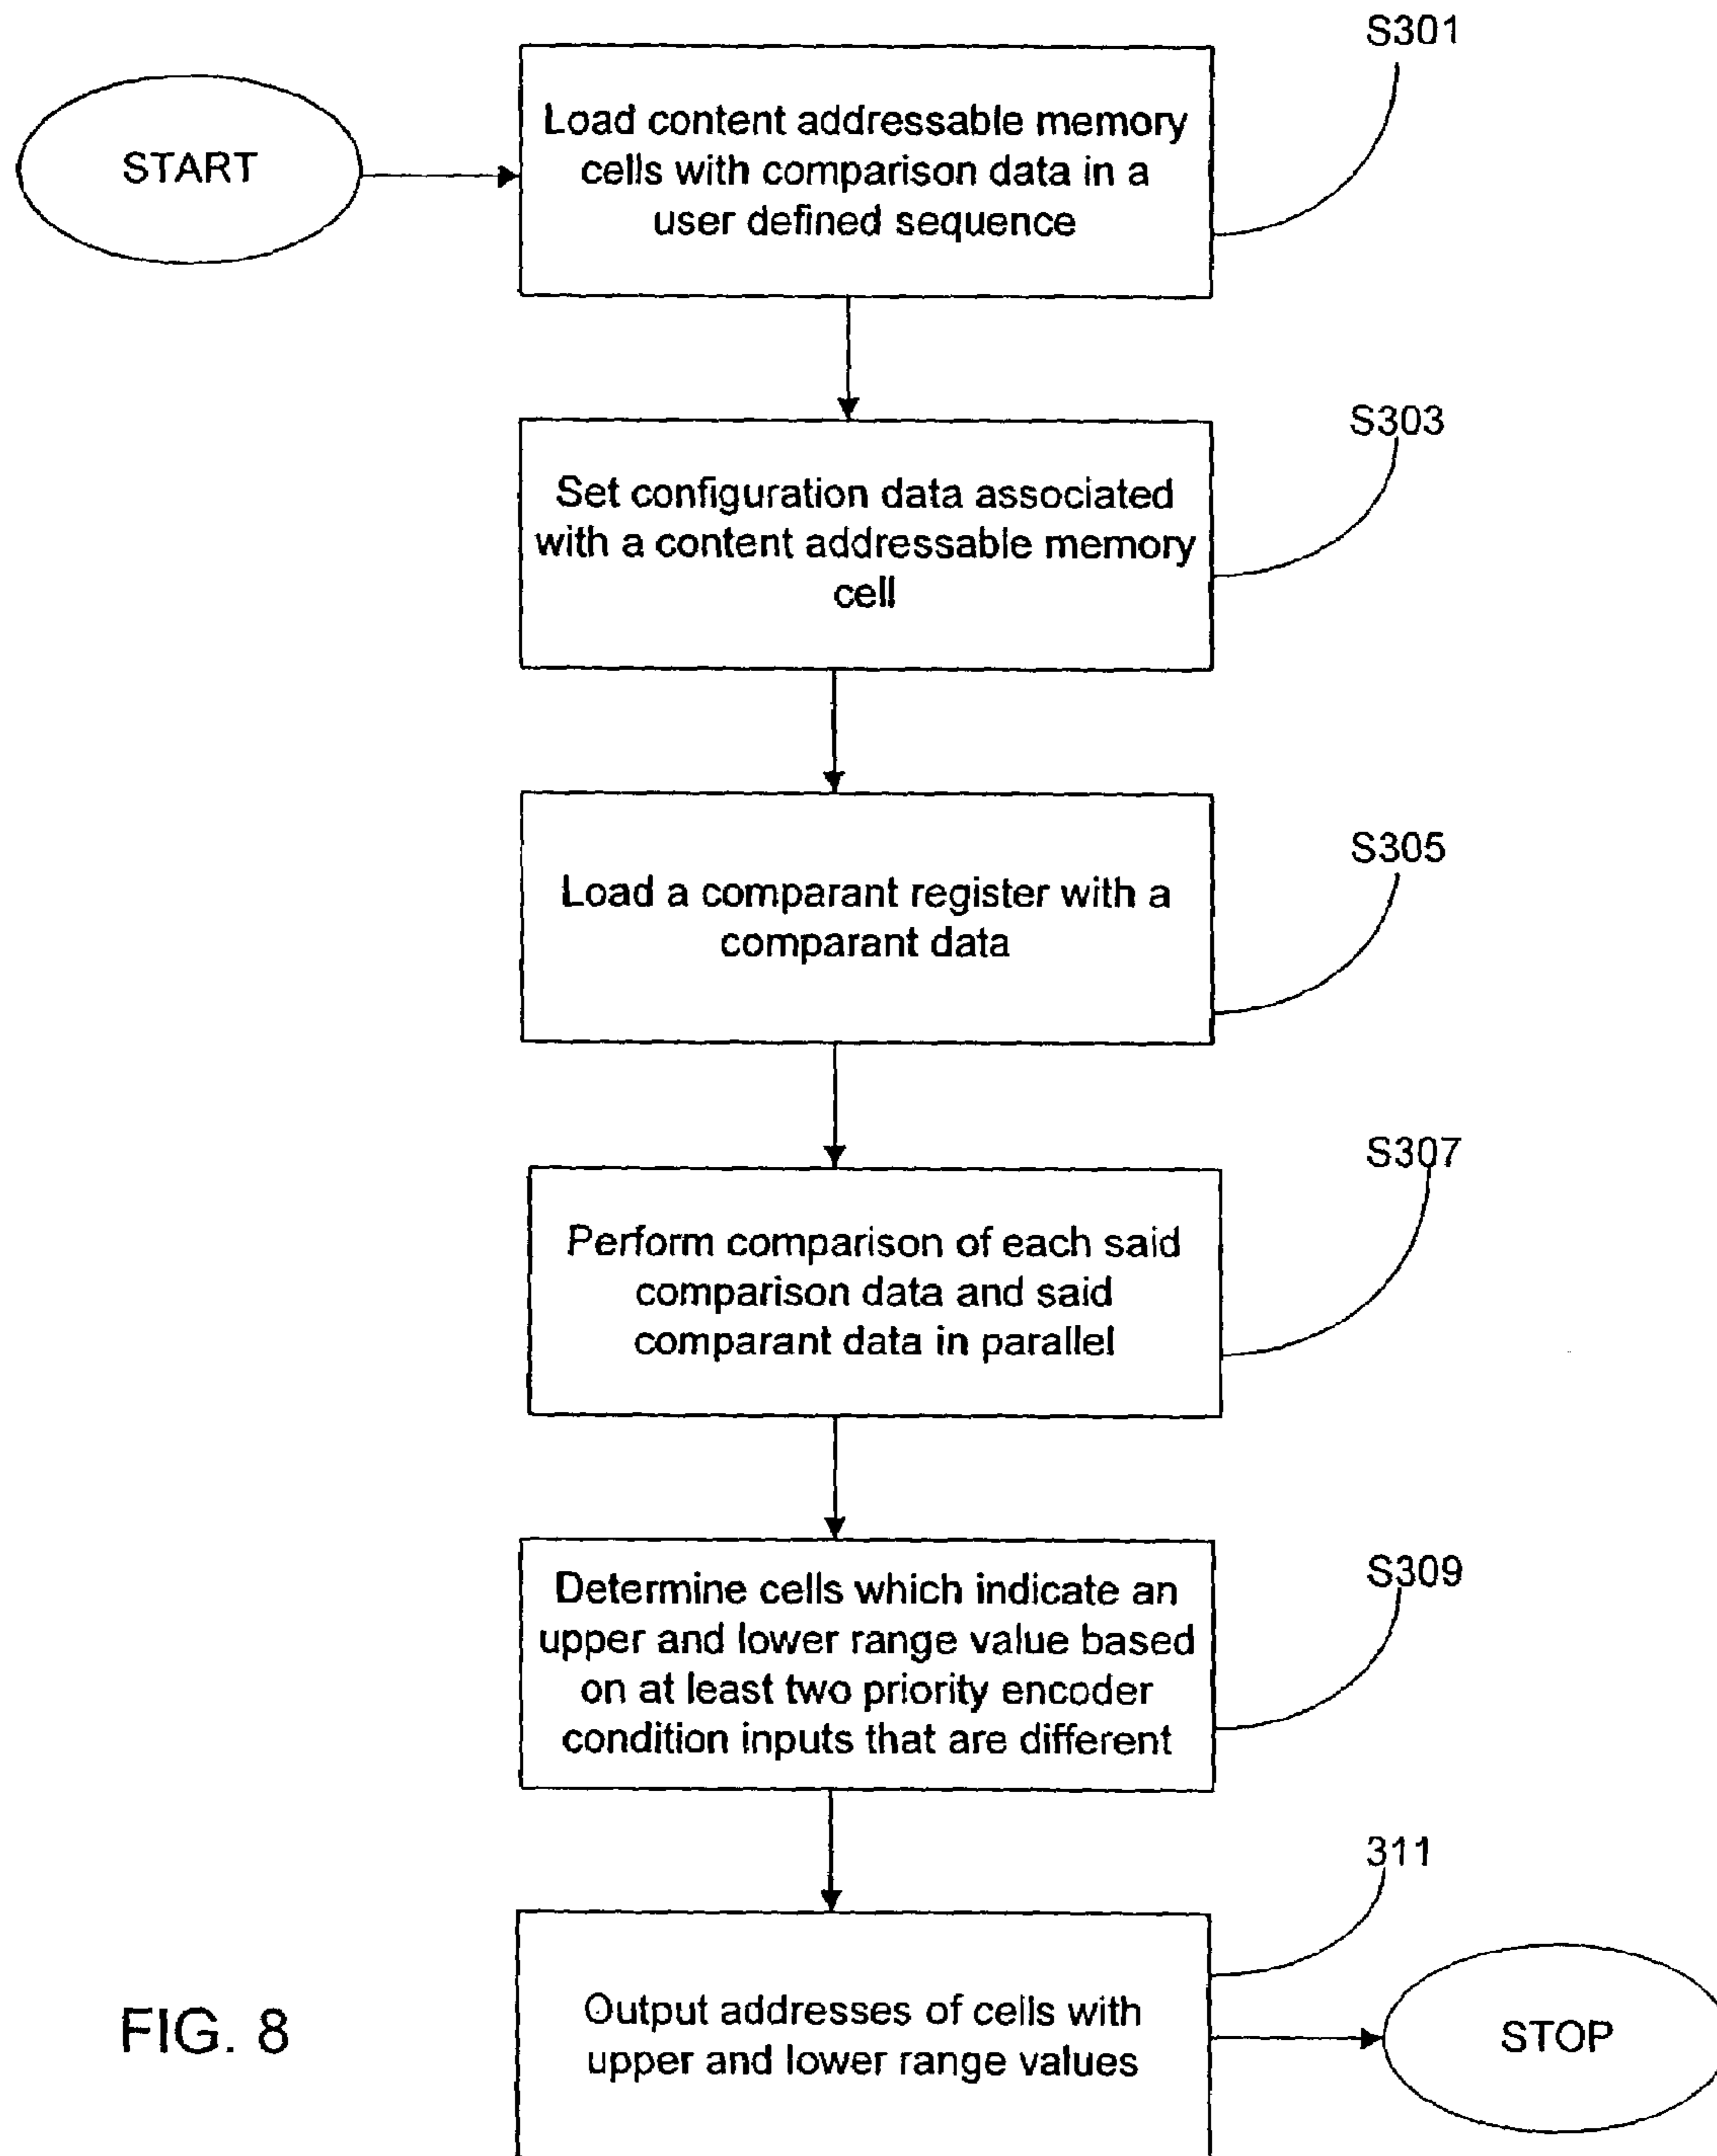 S301
START
Load content addressable memory
cells with comparison data in a
user defined sequence
S303
Set configuration data associated
with a content addressable memory
cell
S305
Load a comparant register with a
comparant data
S307
Perform comparison of each said
comparison data and said
comparant data in parallel
S309
Determine cells which indicate an
upper and lower range value based
on at least two priority encoder
condition inputs that are different
311
Output addresses of cells with
upper and lower range values
STOP
FIG. 8